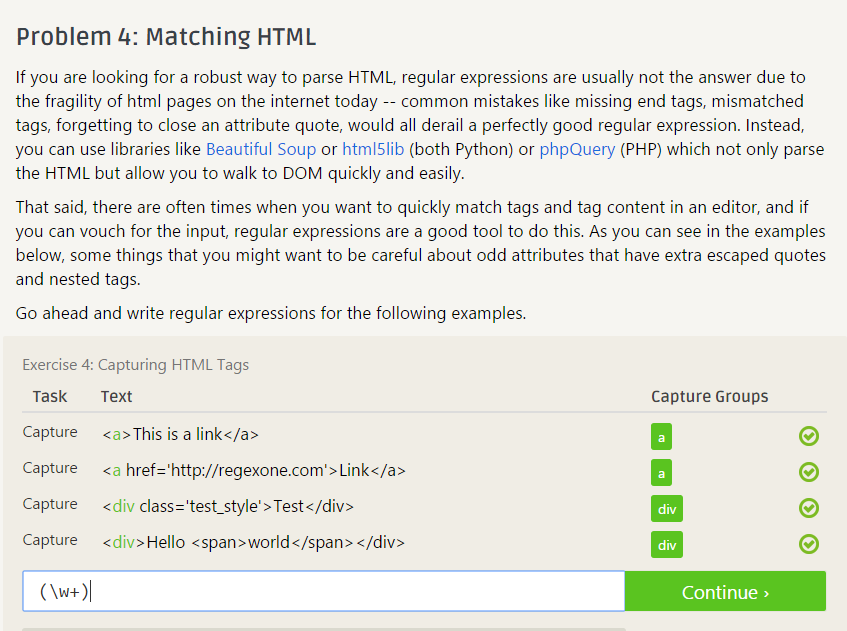 Problem 4: Matching HTML
If you are looking for a robust way to parse HTML, regular expressions are usually not the answer due to
the fragility of html pages on the internet today -- common mistakes like missing end tags, mismatched
tags, forgetting to close an attribute quote, would all derail a perfectly good regular expression. Instead,
you can use libraries like Beautiful Soup or html5lib (both Python) or phpQuery (PHP) which not only parse
the HTML but allow you to walk to DOM quickly and easily.
That said, there are often times when you want to quickly match tags and tag content in an editor, and if
you can vouch for the input, regular expressions are a good tool to do this. As you can see in the examples
below, some things that you might want to be careful about odd attributes that have extra escaped quotes
and nested tags.
Go ahead and write regular expressions for the following examples.
Exercise 4: Capturing HTML Tags
Task Text Capture Groups
Capture <a>This is a link</a> a
Capture <a href='http://regexone.com'>Link</a> a
Capture <div class='test_style'>Test</div> div
Capture <div>Hello <span>world</span></div> div
(\w+) Continue ›